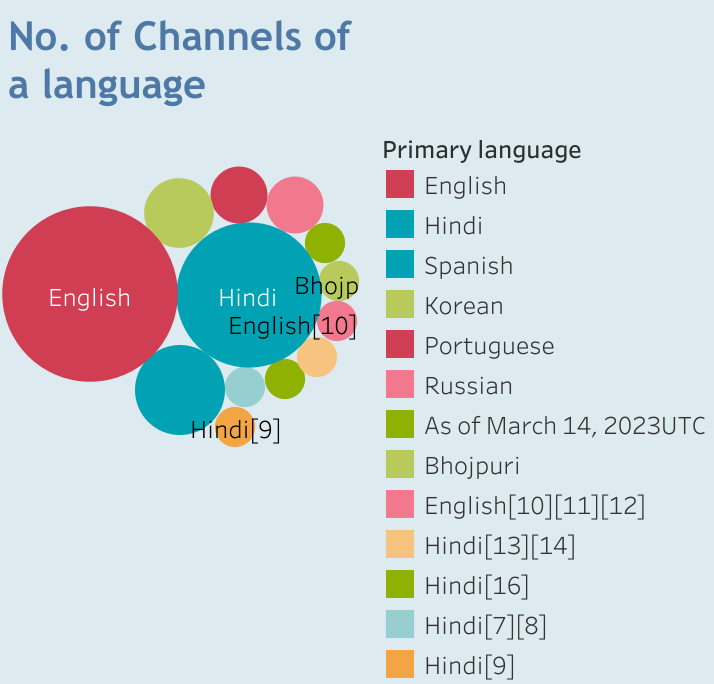 No. of Channels of
a language
Primary language
English
Hindi
Spanish
Korean
Portuguese
Russian
As of March 14, 2023UTC
Bhojpuri
English[10][11][12]
Hindi[13][14]
Hindi[16]
Hindi[7][8]
Hindi[9]
English
Hindi
Bhojp
English[10]
Hindi[9]